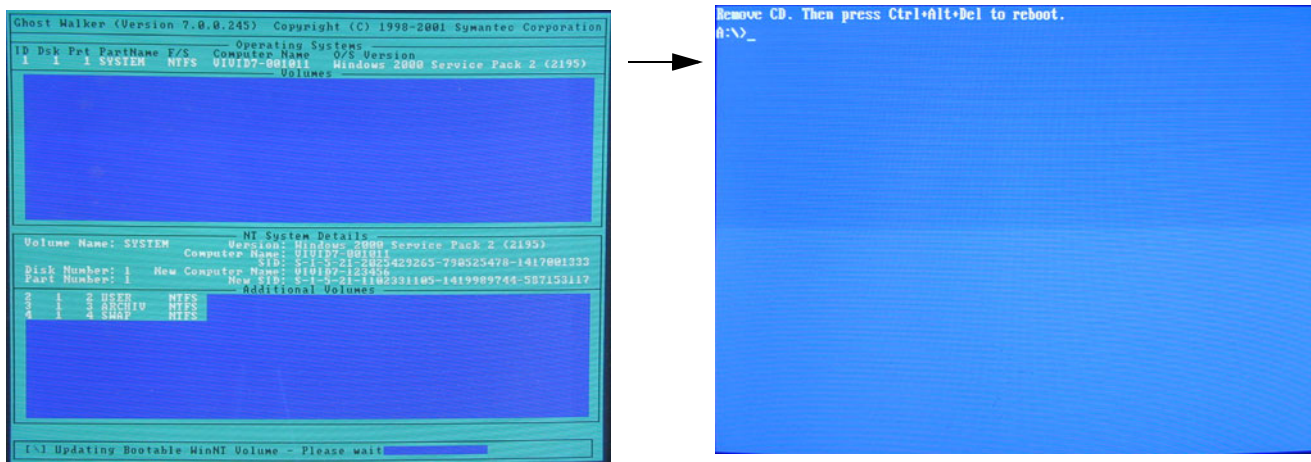 Ghost Walker (Version 7.0.0.245) Copyright (C) 1998-2001 Symantec Corporation
Operating Systems
ID Dsk Prt PartName F/S Computer Name O/S Version
1 1 1 SYSTEM NTFS VIVID7-001011 Windows 2000 Service Pack 2 (2195)
Volumes
NT System Details
Volume Name: SYSTEM Version: Windows 2000 Service Pack 2 (2195)
Computer Name: VIVID7-001011
SID: S-1-5-21-2025429265-790525478-1417001333
Disk Number: 1 New Computer Name: VIVID7-123456
Part Number: 1 New SID: S-1-5-21-1102331105-1419989744-587153117
Additional Volumes
2 1 2 USER NTFS
3 1 3 ARCHIV NTFS
4 1 4 SWAP NTFS
[\] Updating Bootable WinNT Volume - Please wait
Remove CD. Then press Ctrl+Alt+Del to reboot.
A:\>_